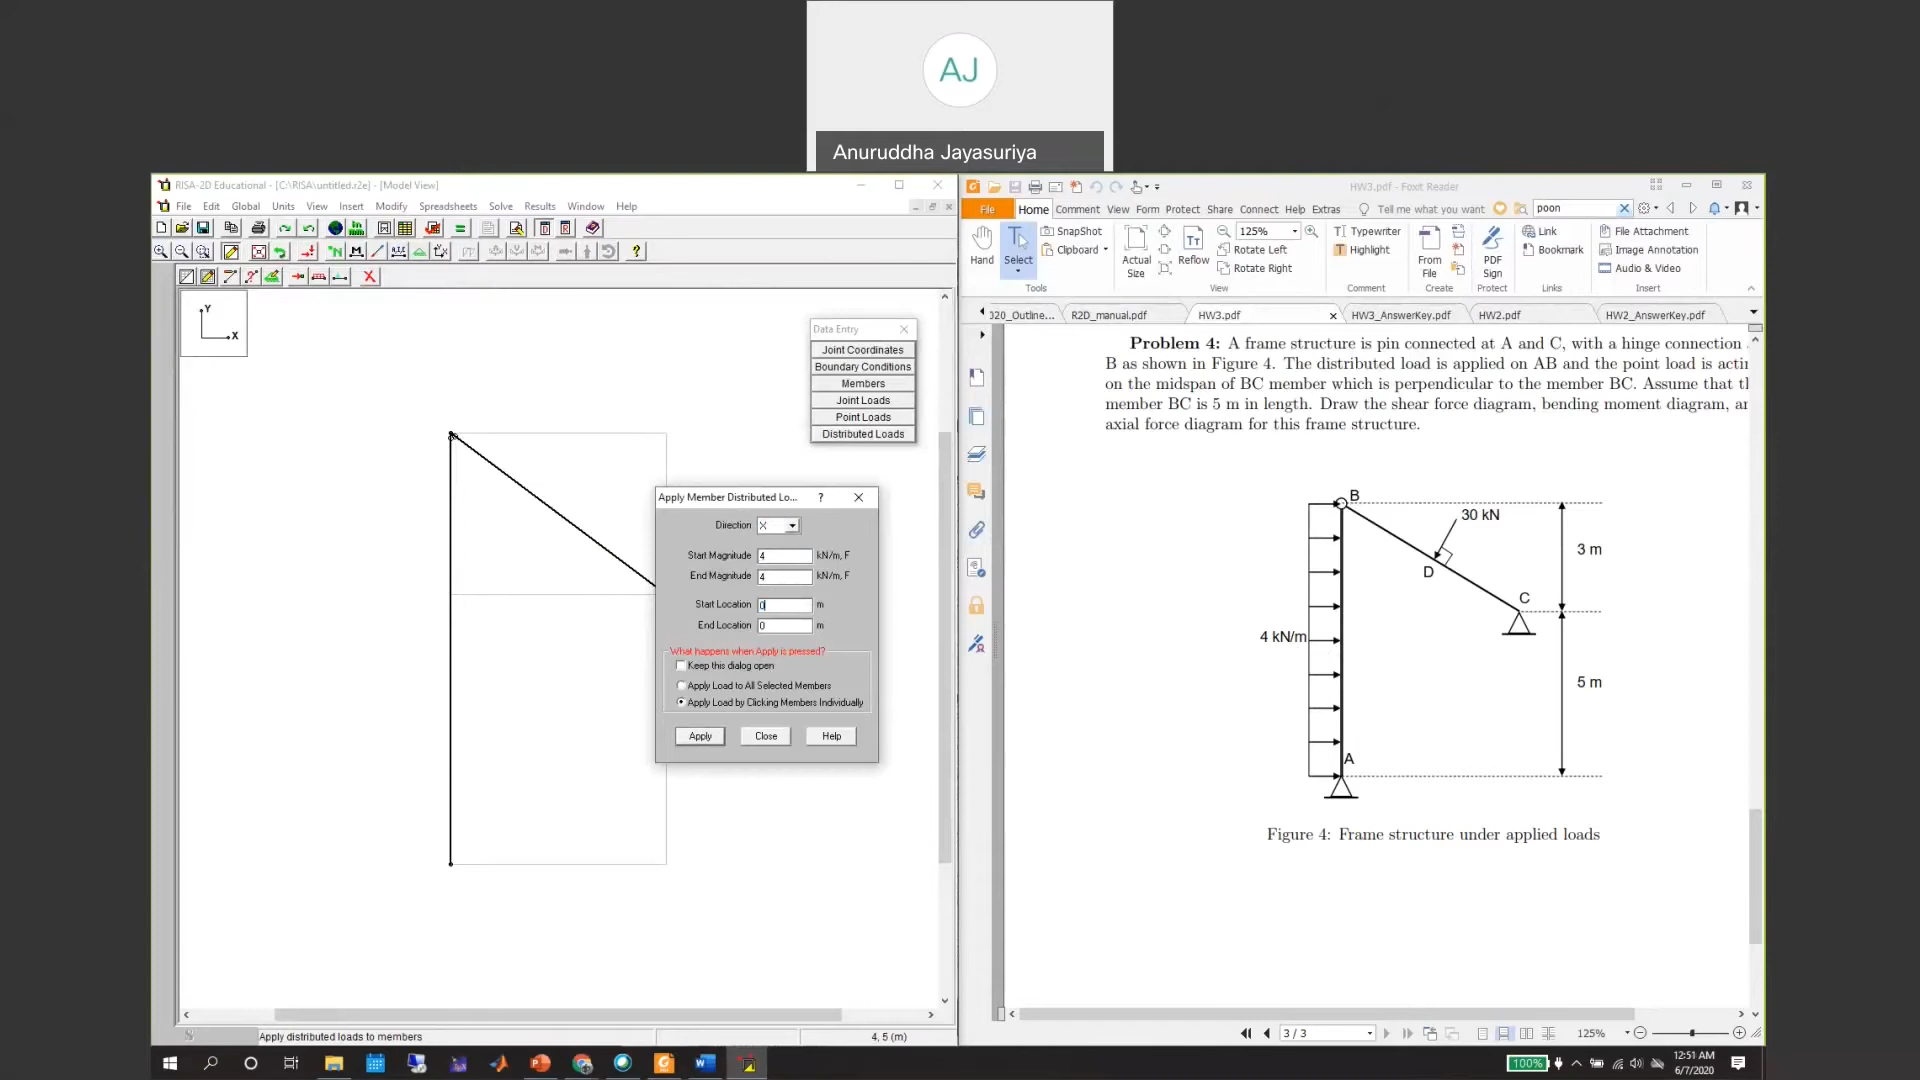 AJ
Anuruddha Jayasuriya
RISA-2D Educational - [C:\RISA\untitled.r2e] - [Model View]
File Edit Global Units View Insert Modify Spreadsheets Solve Results Window Help
Y
X
Data Entry
Joint Coordinates
Boundary Conditions
Members
Joint Loads
Point Loads
Distributed Loads
Apply Member Distributed Lo... ?
Direction X
Start Magnitude 4 kN/m, F
End Magnitude 4 kN/m, F
Start Location 0 m
End Location 0 m
What happens when Apply is pressed?
Keep this dialog open
Apply Load to All Selected Members
Apply Load by Clicking Members Individually
Apply Close Help
Apply distributed loads to members
4, 5 (m)
HW3.pdf - Foxit Reader
File Home Comment View Form Protect Share Connect Help Extras Tell me what you want poon
Hand
Select
SnapShot
Clipboard
Actual Size
Reflow
125%
Rotate Left
Rotate Right
Typewriter
Highlight
From File
PDF Sign
Link
Bookmark
File Attachment
Image Annotation
Audio & Video
Tools View Comment Create Protect Links Insert
020_Outline... R2D_manual.pdf HW3.pdf HW3_AnswerKey.pdf HW2.pdf HW2_AnswerKey.pdf
Problem 4: A frame structure is pin connected at A and C, with a hinge connection
B as shown in Figure 4. The distributed load is applied on AB and the point load is actin
on the midspan of BC member which is perpendicular to the member BC. Assume that th
member BC is 5 m in length. Draw the shear force diagram, bending moment diagram, an
axial force diagram for this frame structure.
B
30 kN
3 m
D
C
4 kN/m
5 m
A
Figure 4: Frame structure under applied loads
3 / 3
125%
100%
12:51 AM
6/7/2020